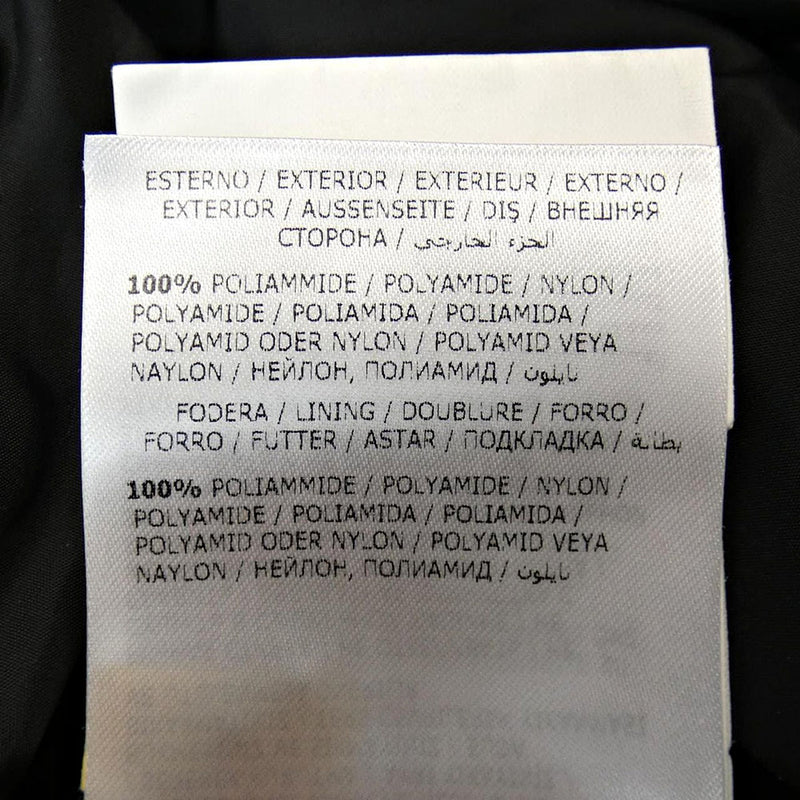 ESTERNO / EXTERIOR / EXTERIEUR / EXTERNO /
EXTERIOR / AUSSENSEITE / DIŞ / ВНЕШНЯЯ
СТОРОНА / الجزء الخارجي
100% POLIAMMIDE / POLYAMIDE / NYLON /
POLYAMIDE / POLIAMIDA / POLIAMIDA /
POLYAMID ODER NYLON / POLYAMID VEYA
NAYLON / НЕЙЛОН, ПОЛИАМИД / نايلون
FODERA / LINING / DOUBLURE / FORRO /
FORRO / FUTTER / ASTAR / ПОДКЛАДКА / بطانة
100% POLIAMMIDE / POLYAMIDE / NYLON /
POLYAMIDE / POLIAMIDA / POLIAMIDA /
POLYAMID ODER NYLON / POLYAMID VEYA
NAYLON / НЕЙЛОН, ПОЛИАМИД / نايلون